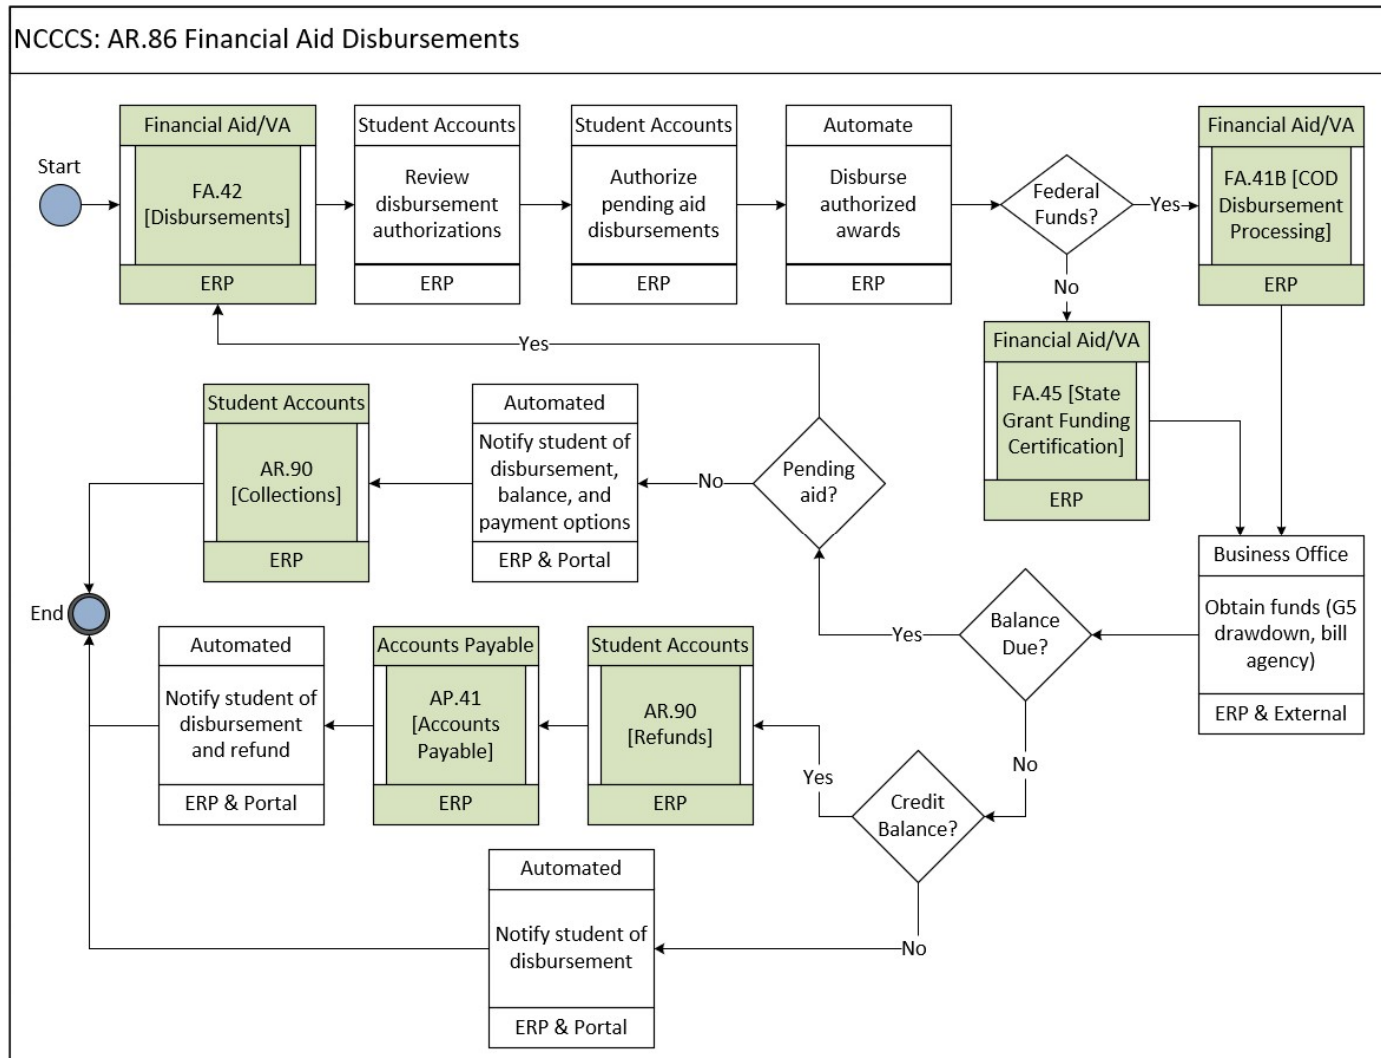 NCCCS: AR.86 Financial Aid Disbursements
Start
Financial Aid/VA
FA.42
[Disbursements]
ERP
Student Accounts
Review
disbursement
authorizations
ERP
Student Accounts
Authorize
pending aid
disbursements
ERP
Automate
Disburse
authorized
awards
ERP
Federal
Funds?
Yes
No
Financial Aid/VA
FA.41B [COD
Disbursement
Processing]
ERP
Financial Aid/VA
FA.45 [State
Grant Funding
Certification]
ERP
Business Office
Obtain funds (G5
drawdown, bill
agency)
ERP & External
Balance
Due?
Yes
No
Pending
aid?
Yes
No
Automated
Notify student of
disbursement,
balance, and
payment options
ERP & Portal
Student Accounts
AR.90
[Collections]
ERP
End
Credit
Balance?
Yes
No
Student Accounts
AR.90
[Refunds]
ERP
Accounts Payable
AP.41
[Accounts
Payable]
ERP
Automated
Notify student of
disbursement
and refund
ERP & Portal
Automated
Notify student of
disbursement
ERP & Portal